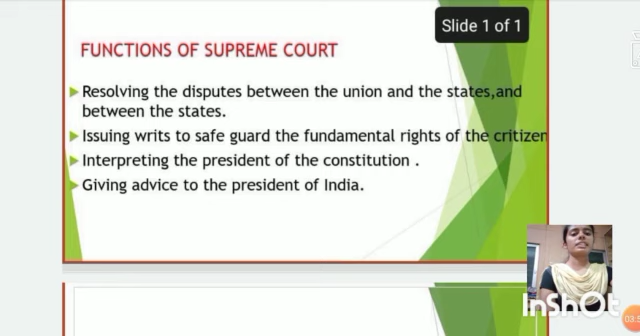 Slide 1 of 1
FUNCTIONS OF SUPREME COURT
Resolving the disputes between the union and the states,and
between the states.
Issuing writs to safe guard the fundamental rights of the critizen
Interpreting the president of the constitution .
Giving advice to the president of India.
InShOt